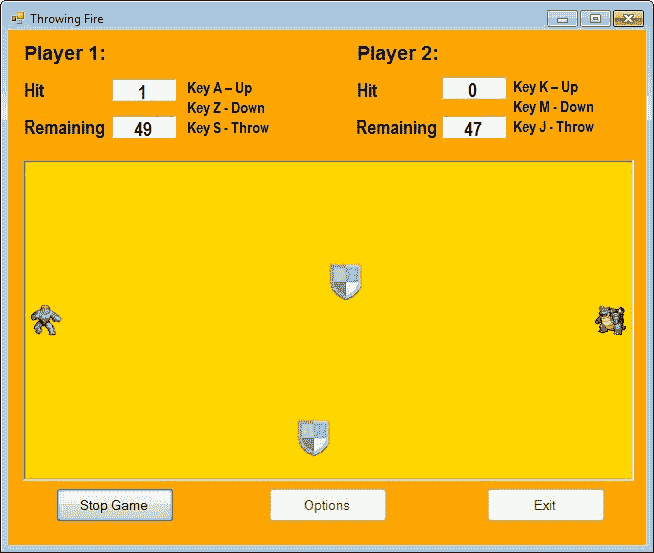 Throwing Fire
Player 1:
Hit 1
Remaining 49
Key A – Up
Key Z - Down
Key S - Throw
Player 2:
Hit 0
Remaining 47
Key K – Up
Key M - Down
Key J - Throw
Stop Game
Options
Exit